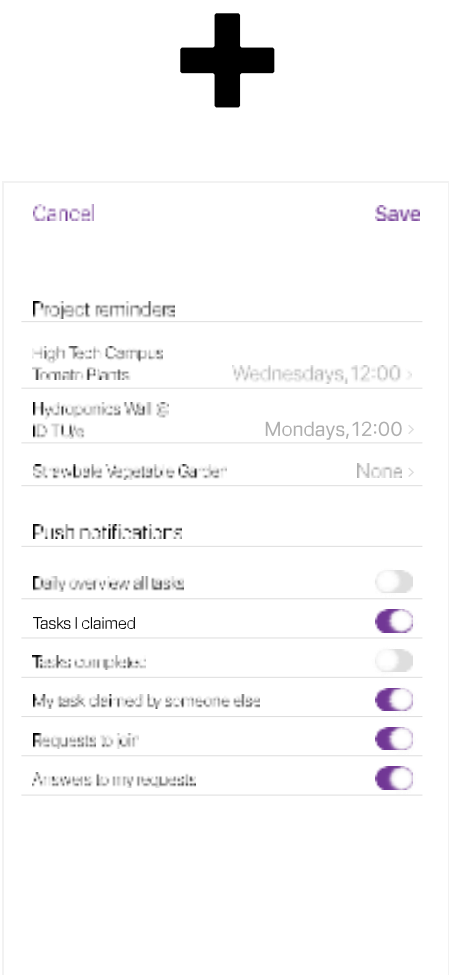 Cancel
Save
Project reminders
High Tech Campus
Tomato Plants
Wednesdays, 12:00 >
Hydroponics Wall @
ID TU/e
Mondays, 12:00 >
Strawbale Vegetable Garden
None >
Push notifications
Daily overview all tasks
Tasks I claimed
Tasks completed
My task claimed by someone else
Requests to join
Answers to my requests